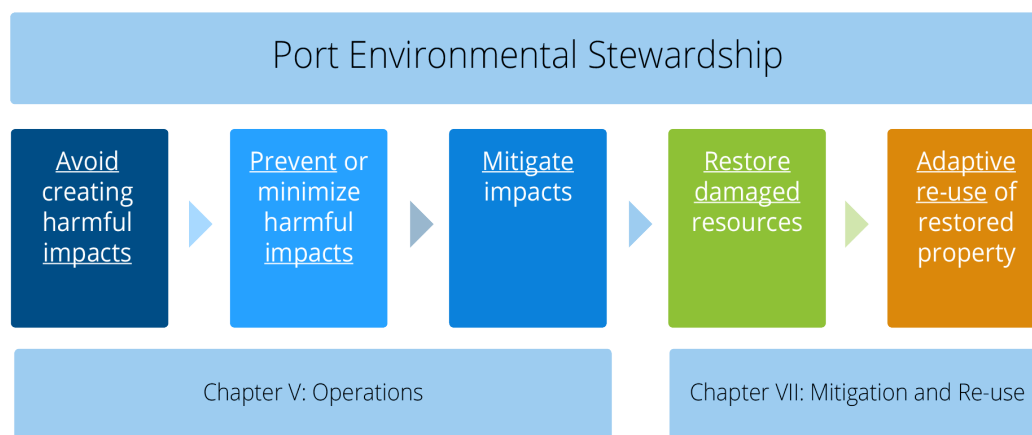 Port Environmental Stewardship
Avoid
creating
harmful
impacts
Prevent or
minimize
harmful
impacts
Mitigate
impacts
Restore
damaged
resources
Adaptive
re-use of
restored
property
Chapter V: Operations
Chapter VII: Mitigation and Re-use